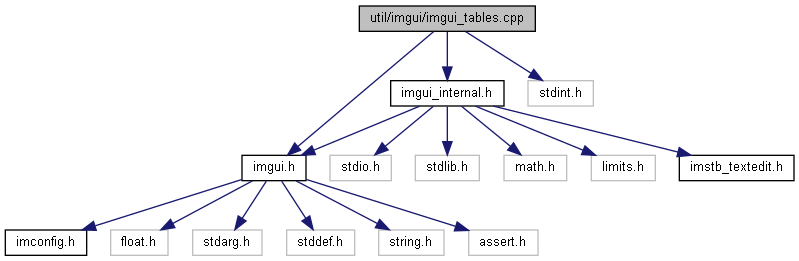 util/imgui/imgui_tables.cpp
imgui_internal.h
stdint.h
imgui.h
stdio.h
stdlib.h
math.h
limits.h
imstb_textedit.h
imconfig.h
float.h
stdarg.h
stddef.h
string.h
assert.h